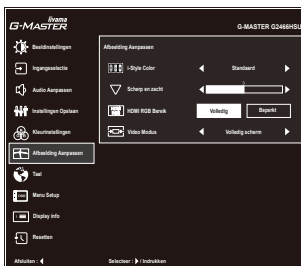 iiyama
G-MASTER
G-MASTER G2466HSU
Beeldinstellingen
Ingangsselectie
Audio Aanpassen
Instellingen Opslaan
Kleurinstellingen
Afbeelding Aanpassen
Taal
Menu Setup
Display info
Resetten
Afbeelding Aanpassen
i-Style Color
Standaard
Scherp en zacht
HDMI RGB Bereik
Volledig
Beperkt
Video Modus
Volledig scherm
Afsluiten :
Selecteer : / Indrukken